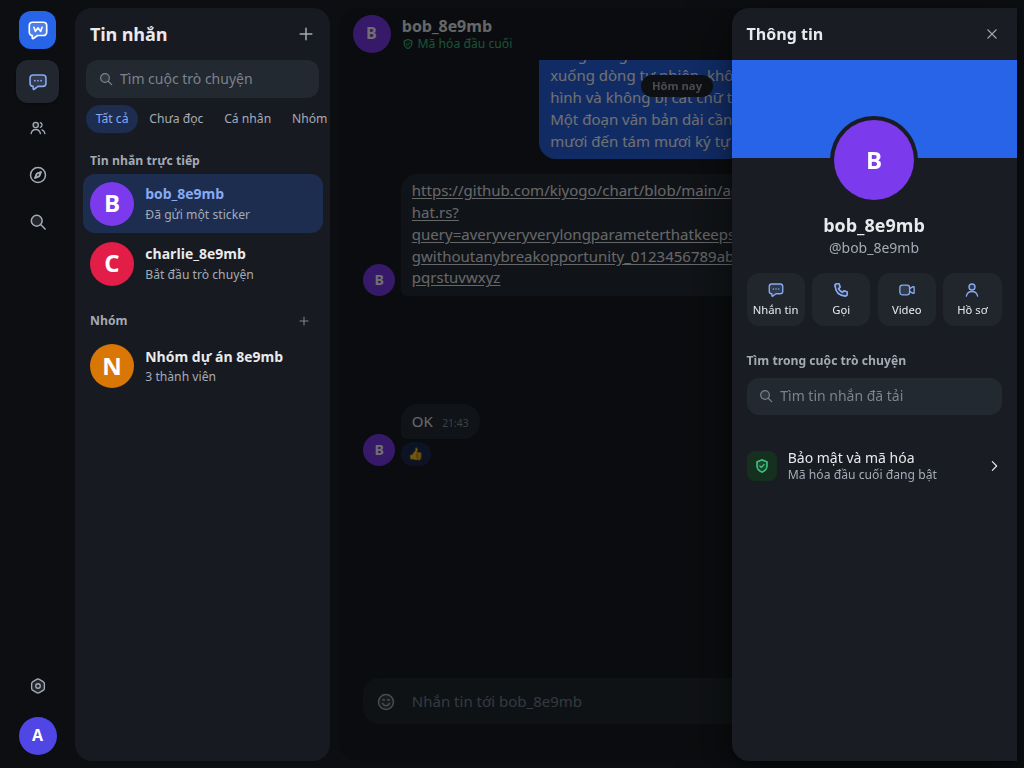 Tin nhắn
Tìm cuộc trò chuyện
Tất cả
Chưa đọc
Cá nhân
Nhóm
Tin nhắn trực tiếp
B
bob_8e9mb
Đã gửi một sticker
C
charlie_8e9mb
Bắt đầu trò chuyện
Nhóm
N
Nhóm dự án 8e9mb
3 thành viên
A
B
bob_8e9mb
Mã hóa đầu cuối
Hôm nay
xuống dòng tự nhiên, khô
hình và không bị cắt chữ t
Một đoạn văn bản dài cần
mươi đến tám mươi ký tự
https://github.com/kiyogo/chart/blob/main/a
hat.rs?
query=averyveryverylongparameterthatkeeps
gwithoutanybreakopportunity_0123456789ab
pqrstuvwxyz
B
OK 21:43
B
👍
Nhắn tin tới bob_8e9mb
Thông tin
B
bob_8e9mb
@bob_8e9mb
Nhắn tin
Gọi
Video
Hồ sơ
Tìm trong cuộc trò chuyện
Tìm tin nhắn đã tải
Bảo mật và mã hóa
Mã hóa đầu cuối đang bật